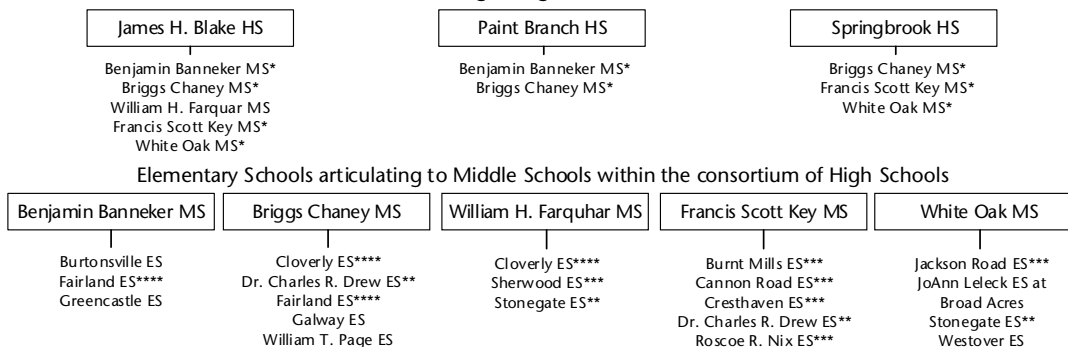 James H. Blake HS
Benjamin Banneker MS*
Briggs Chaney MS*
William H. Farquar MS
Francis Scott Key MS*
White Oak MS*
Paint Branch HS
Benjamin Banneker MS*
Briggs Chaney MS*
Springbrook HS
Briggs Chaney MS*
Francis Scott Key MS*
White Oak MS*
Elementary Schools articulating to Middle Schools within the consortium of High Schools
Benjamin Banneker MS
Burtonsville ES
Fairland ES****
Greencastle ES
Briggs Chaney MS
Cloverly ES****
Dr. Charles R. Drew ES**
Fairland ES****
Galway ES
William T. Page ES
William H. Farquhar MS
Cloverly ES****
Sherwood ES***
Stonegate ES**
Francis Scott Key MS
Burnt Mills ES***
Cannon Road ES***
Cresthaven ES***
Dr. Charles R. Drew ES**
Roscoe R. Nix ES***
White Oak MS
Jackson Road ES***
JoAnn Leleck ES at
Broad Acres
Stonegate ES**
Westover ES